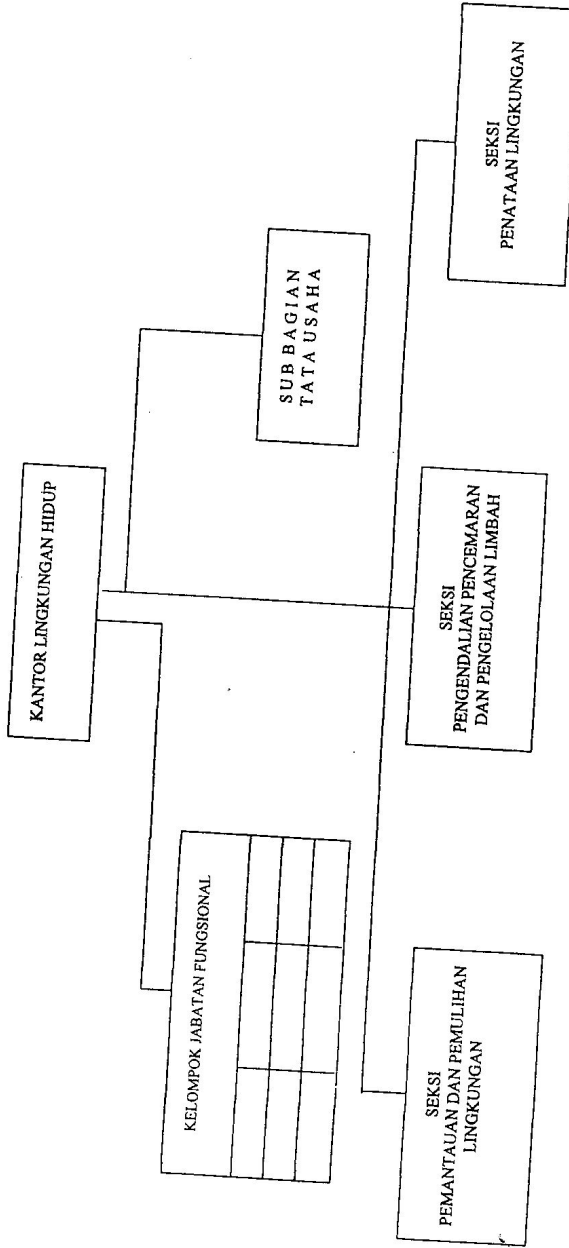 KANTOR LINGKUNGAN HIDUP
KELOMPOK JABATAN FUNGSIONAL
SUB BAGIAN
TATA USAHA
SEKSI
PEMANTAUAN DAN PEMULIHAN
LINGKUNGAN
SEKSI
PENGENDALIAN PENCEMARAN
DAN PENGELOLAAN LIMBAH
SEKSI
PENATAAN LINGKUNGAN